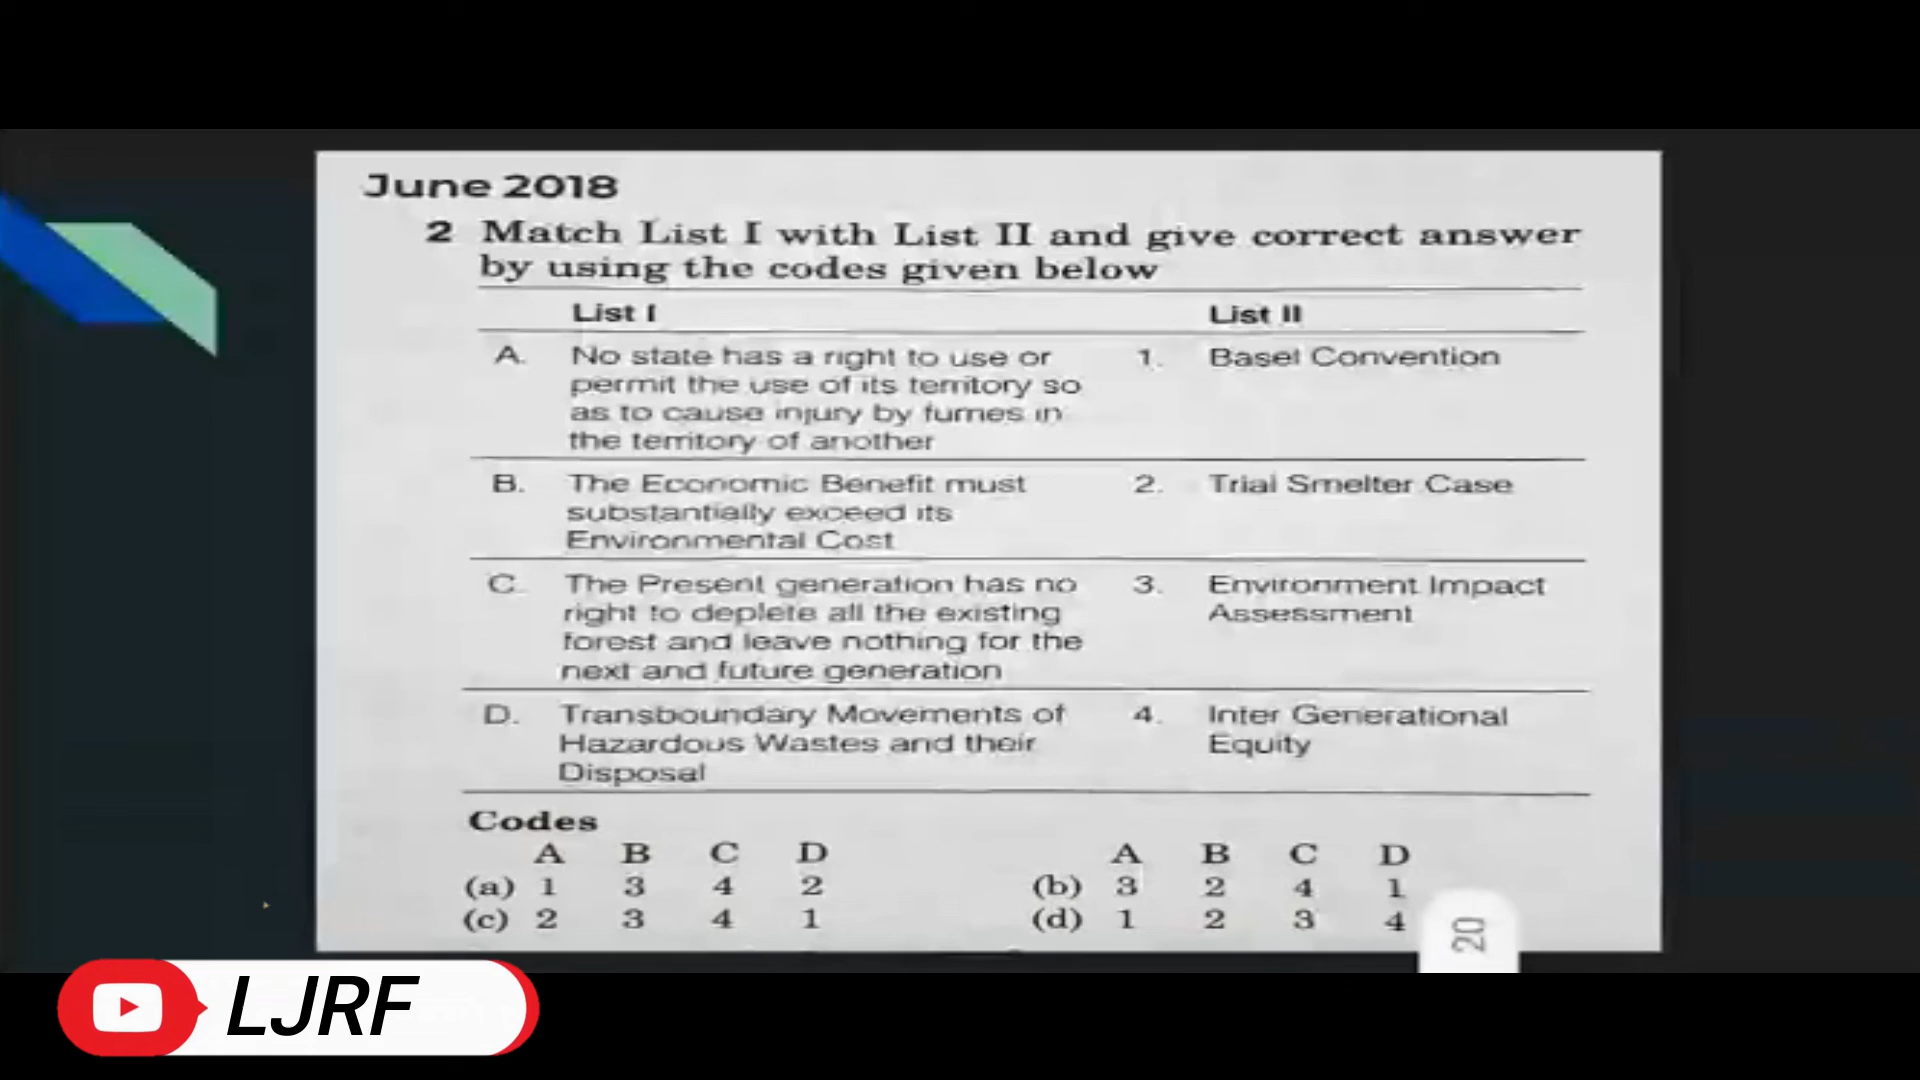 June 2018
2 Match List I with List II and give correct answer
by using the codes given below
List I List II
A. No state has a right to use or 1. Basel Convention
permit the use of its territory so
as to cause injury by fumes in
the territory of another
B. The Economic Benefit must 2. Trial Smelter Case
substantially exceed its
Environmental Cost
C. The Present generation has no 3. Environment Impact
right to deplete all the existing Assessment
forest and leave nothing for the
next and future generation
D. Transboundary Movements of 4. Inter Generational
Hazardous Wastes and their Equity
Disposal
Codes
A B C D A B C D
(a) 1 3 4 2 (b) 3 2 4 1
(c) 2 3 4 1 (d) 1 2 3 4
20
LJRF